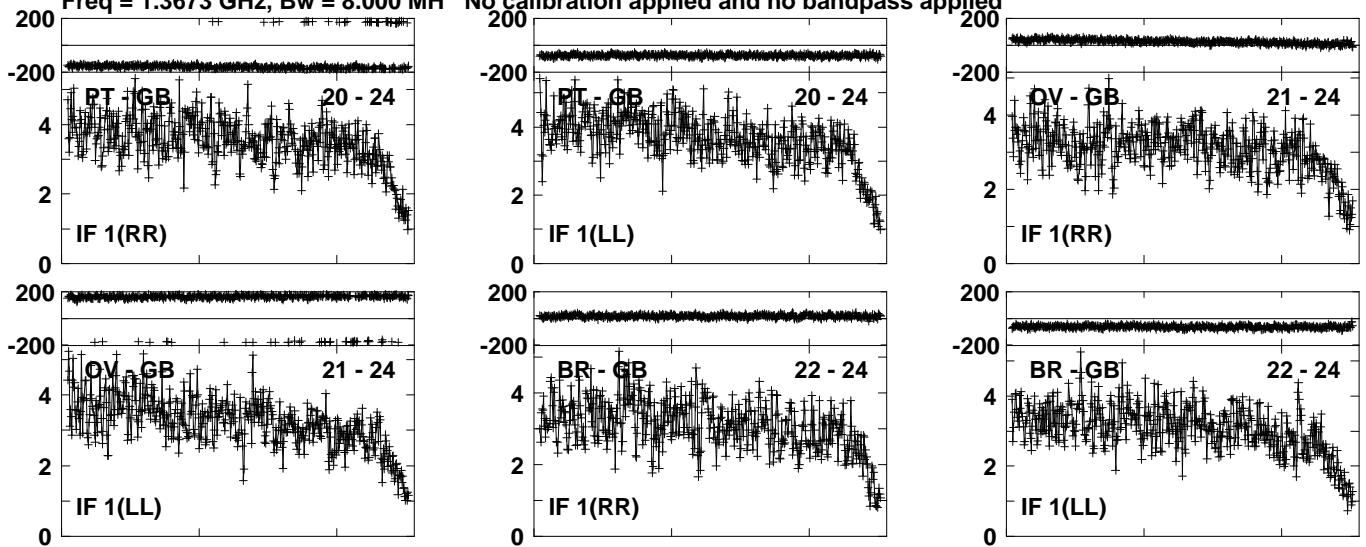 Freq = 1.3673 GHz, Bw = 8.000 MH No calibration applied and no bandpass applied
200
-200
PT - GB 20 - 24
4
2
0
IF 1(RR)
-200
PT - GB 20 - 24
4
2
0
IF 1(LL)
200
-200
OV - GB 21 - 24
4
2
0
IF 1(RR)
200
-200
OV - GB 21 - 24
4
2
0
IF 1(LL)
200
-200
BR - GB 22 - 24
4
2
0
IF 1(RR)
200
-200
BR - GB 22 - 24
4
2
0
IF 1(LL)